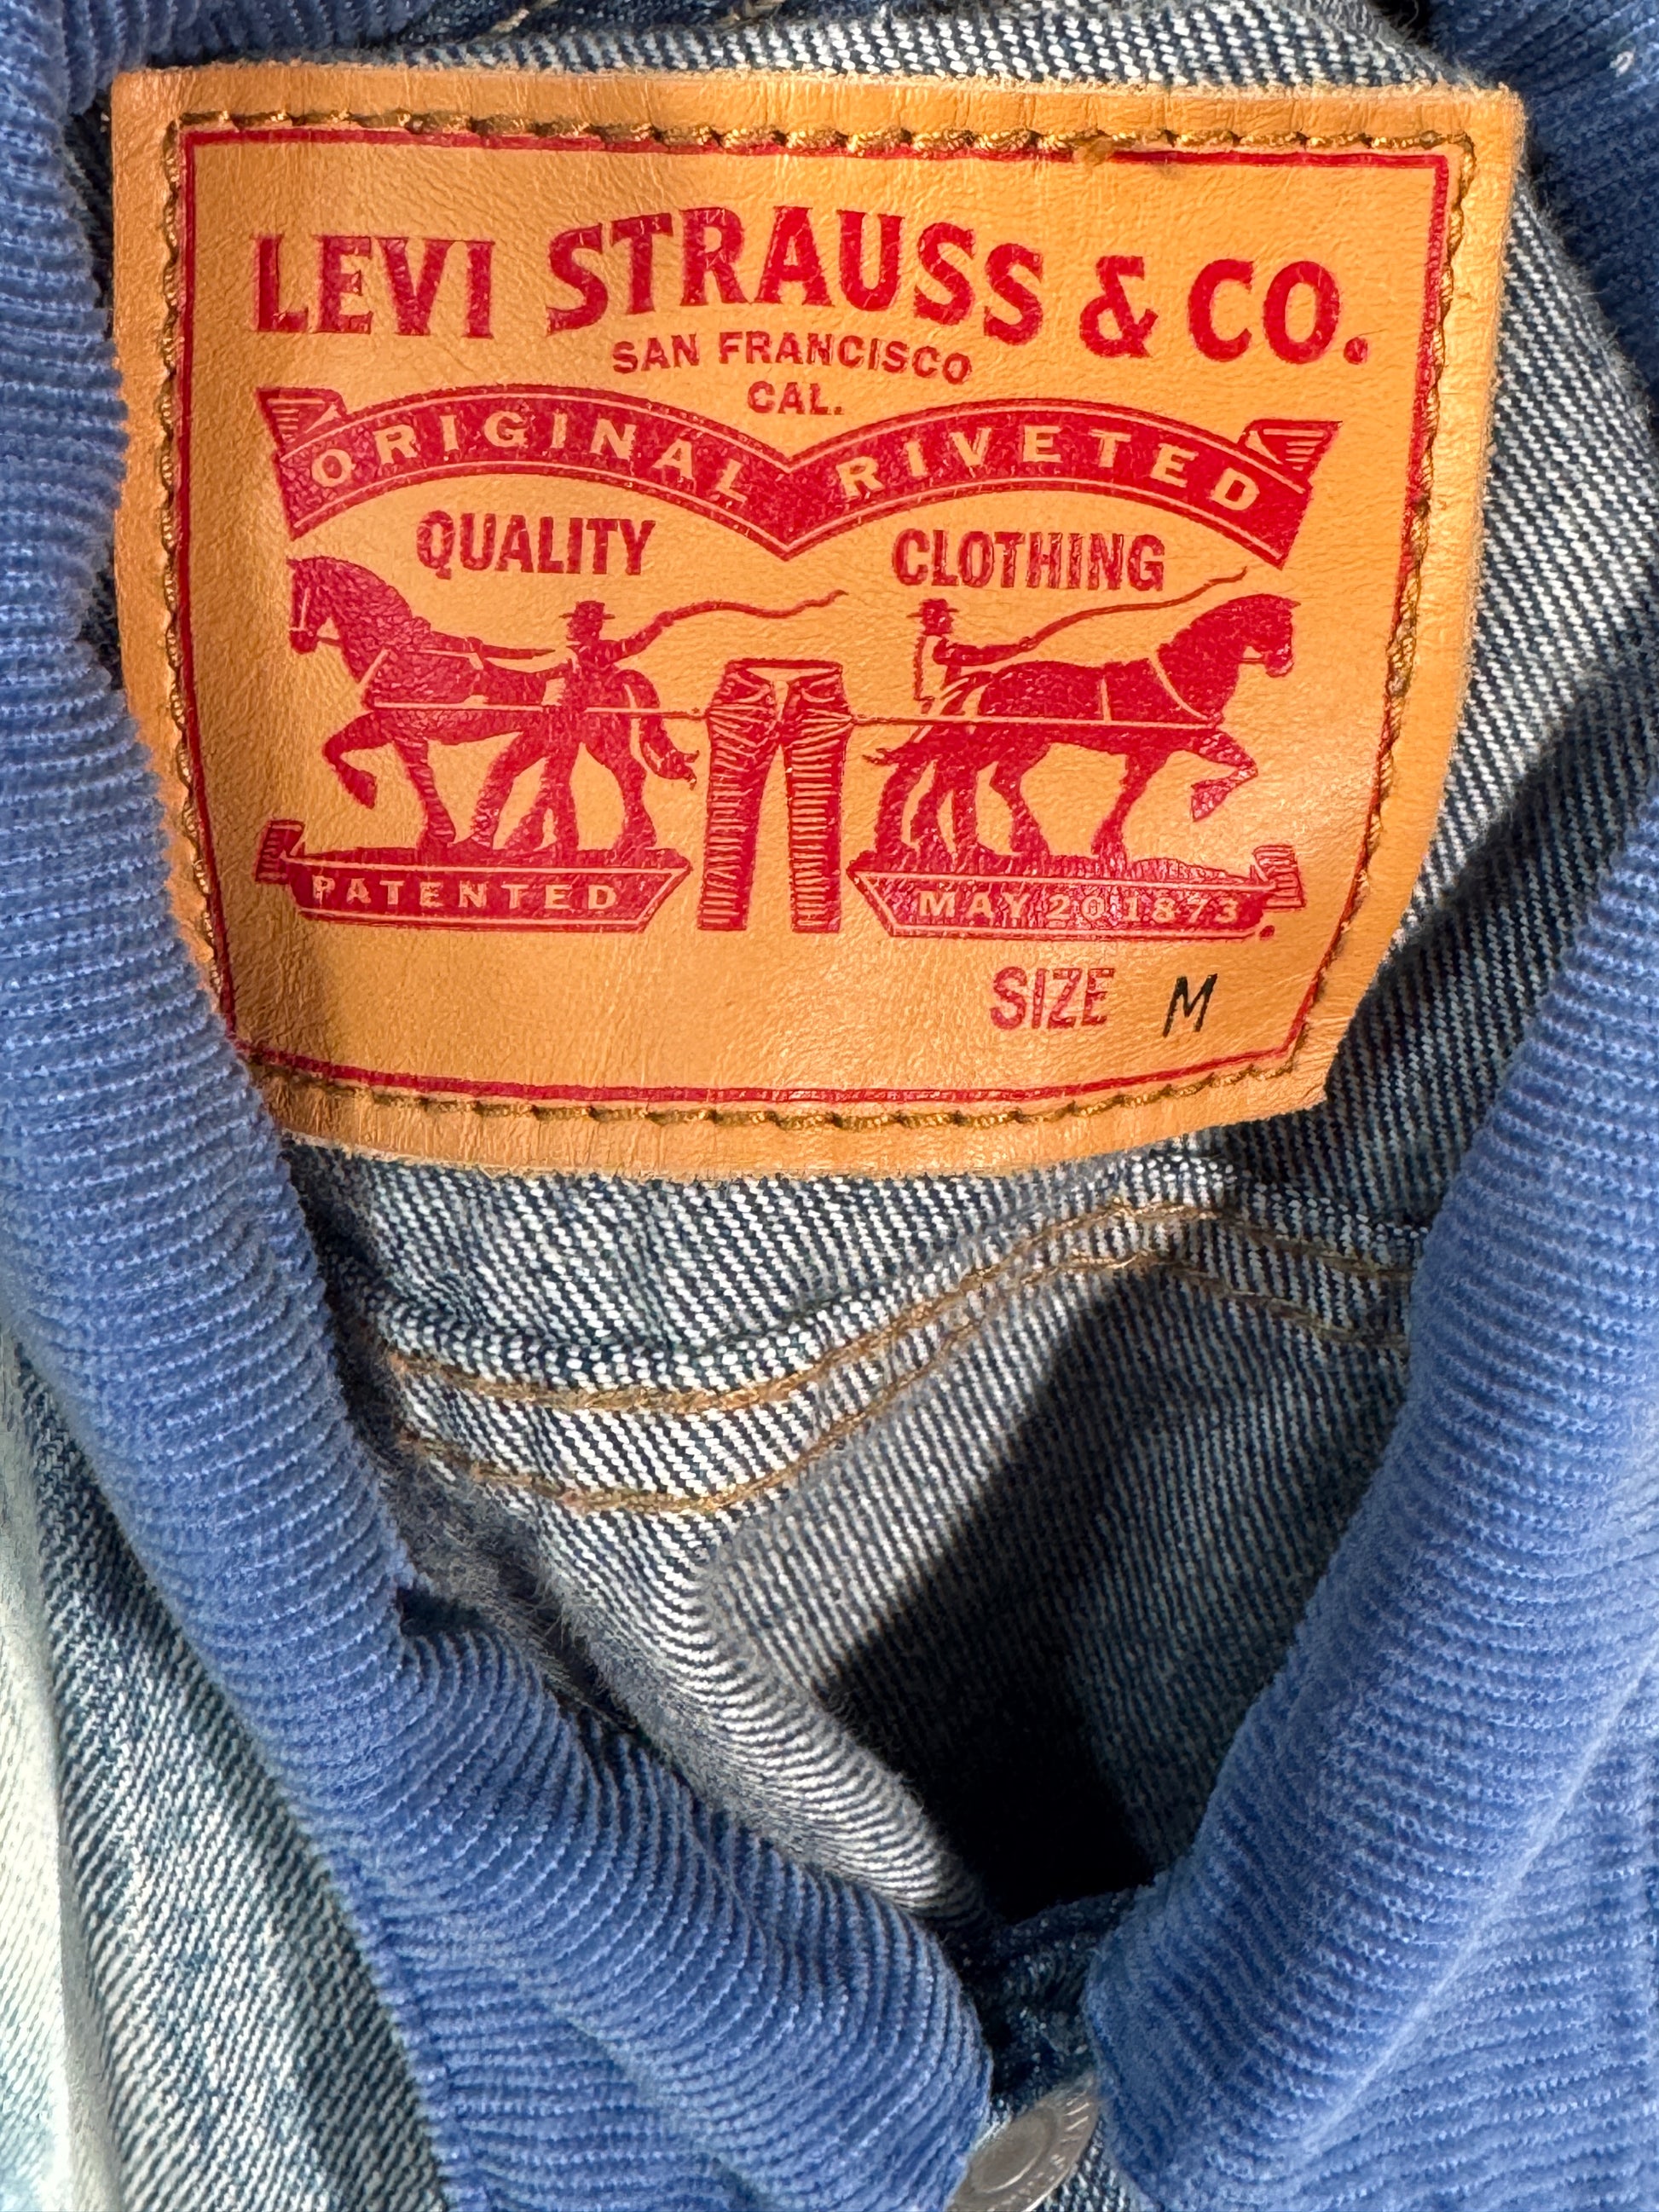 LEVI STRAUSS & CO.
SAN FRANCISCO
CAL.
ORIGINAL RIVETED
QUALITY CLOTHING
PATENTED MAY 20 1873.
SIZE M